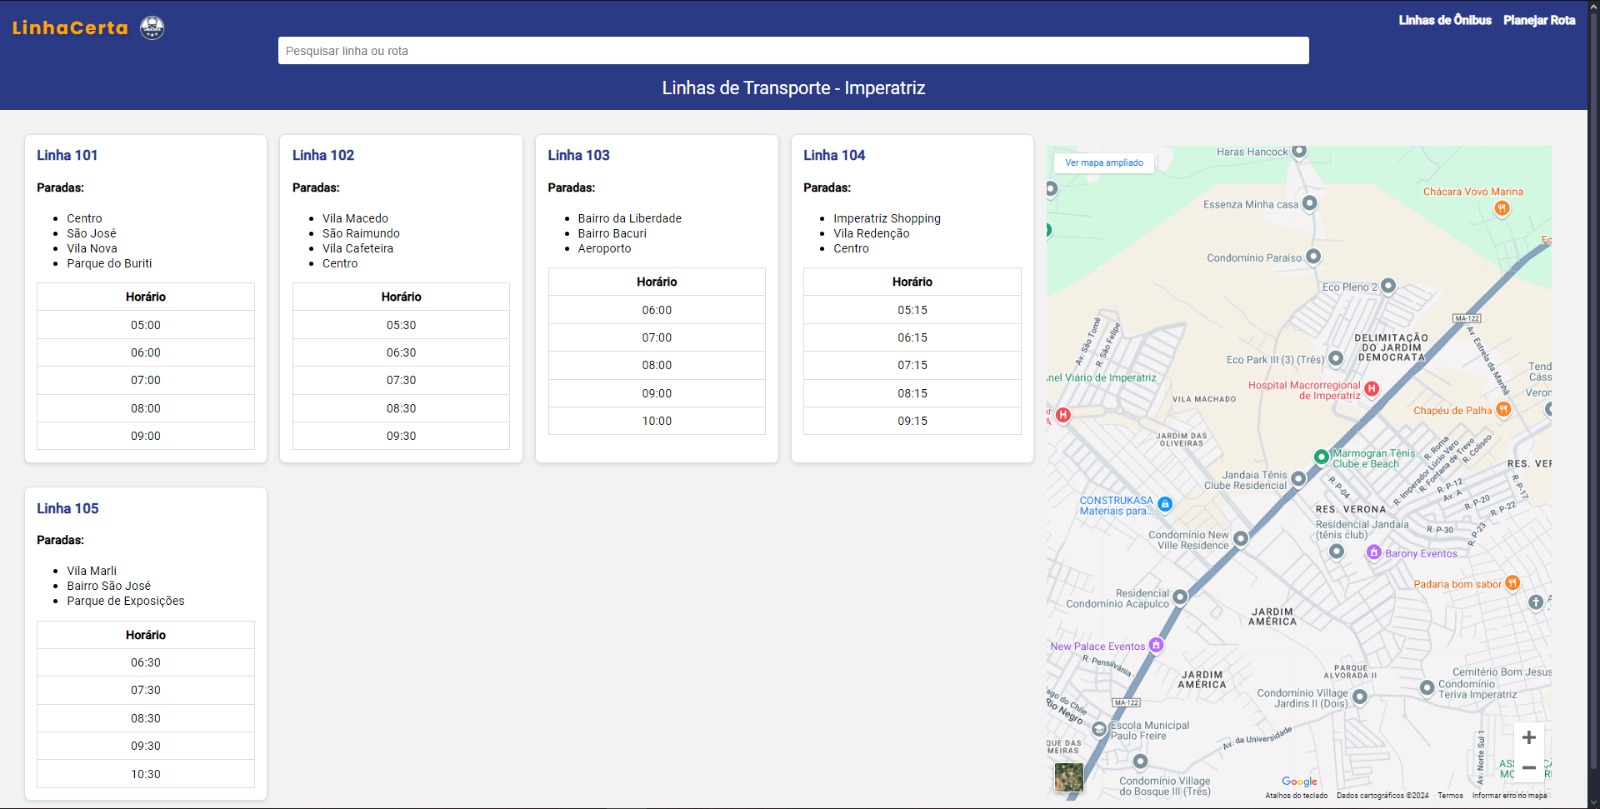 LinhaCerta
Linhas de Ônibus
Planejar Rota
Pesquisar linha ou rota
Linhas de Transporte - Imperatriz
Linha 101
Paradas:
Centro
São José
Vila Nova
Parque do Buriti
Horário
05:00
06:00
07:00
08:00
09:00
Linha 102
Paradas:
Vila Macedo
São Raimundo
Vila Cafeteira
Centro
Horário
05:30
06:30
07:30
08:30
09:30
Linha 103
Paradas:
Bairro da Liberdade
Bairro Bacuri
Aeroporto
Horário
06:00
07:00
08:00
09:00
10:00
Linha 104
Paradas:
Imperatriz Shopping
Vila Redenção
Centro
Horário
05:15
06:15
07:15
08:15
09:15
Linha 105
Paradas:
Vila Marli
Bairro São José
Parque de Exposições
Horário
06:30
07:30
08:30
09:30
10:30
Ver mapa ampliado
Haras Hancock
Chácara Vovó Marina
Essenza Minha casa
Condomínio Paraíso
Eco Pleno 2
MA-122
Av. São Tomé
R. São Felipe
DELIMITAÇÃO
DO JARDIM
DEMOCRATA
Av. Estrela da Manhã
Eco Park III (3) (Três)
nel Viário de Imperatriz
Hospital Macrorregional
de Imperatriz
VILA MACHADO
Chapéu de Palha
JARDIM DAS
OLIVEIRAS
R. Roma
R. Imperador Lúcio Vero
R. Fontana de Trevo
R. Coliseo
Marmogran Tênis
Clube e Beach
RES. VER
Jandaia Tênis
Clube Residencial
R. P-04
R. P-12
Av. A
R. P-17
R. P-20
R. P-22
CONSTRUKASA
Materiais para...
RES. VERONA
Residencial Jandaia
(tênis club)
R. P-30
R. P-23
Condomínio New
Ville Residence
Barony Eventos
Padaria bom sabor
Residencial
Condomínio Acapulco
JARDIM
AMÉRICA
New Palace Eventos
R. Pensilvânia
JARDIM
AMÉRICA
PARQUE
ALVORADA II
Cemitério Bom Jesus
Condomínio
Teriva Imperatriz
Condomínio Village
Jardins II (Dois)
MA-122
ago do Chile
Rio Negro
Escola Municipal
Paulo Freire
Av. da Universidade
Av. Norte Sul 1
QUE DAS
MEIRAS
Condomínio Village
do Bosque III (Três)
Google
Atalhos do teclado
Dados cartográficos ©2024
Termos
Informar erro no mapa